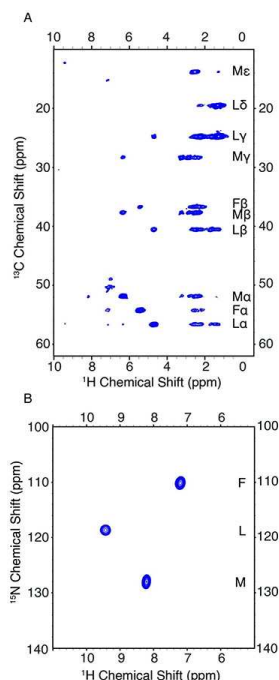 A
10 8 6 4 2 0
Mε
Lδ
20 20
Lγ
Mγ
30 30
Fβ
Mβ
40 Lβ 40
50 50
Mα
Fα
Lα
60 60
10 8 6 4 2 0
¹³C Chemical Shift (ppm)
¹H Chemical Shift (ppm)
B
10 9 8 7 6
100 100
110 F 110
120 L 120
130 M 130
140 140
10 9 8 7 6
¹⁵N Chemical Shift (ppm)
¹H Chemical Shift (ppm)